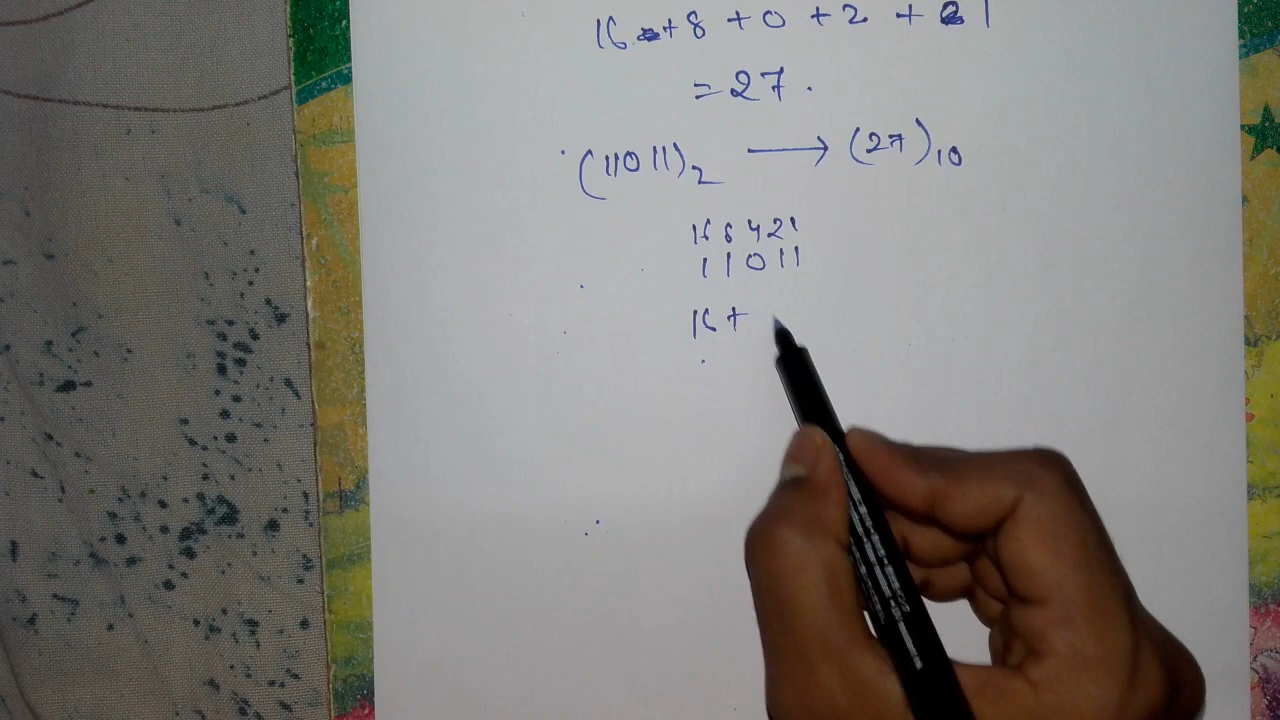 16 + 8 + 0 + 2 + 1
= 27.
(11011)₂ ⟶ (27)₁₀
16 8 4 2 1
1 1 0 1 1
16 +